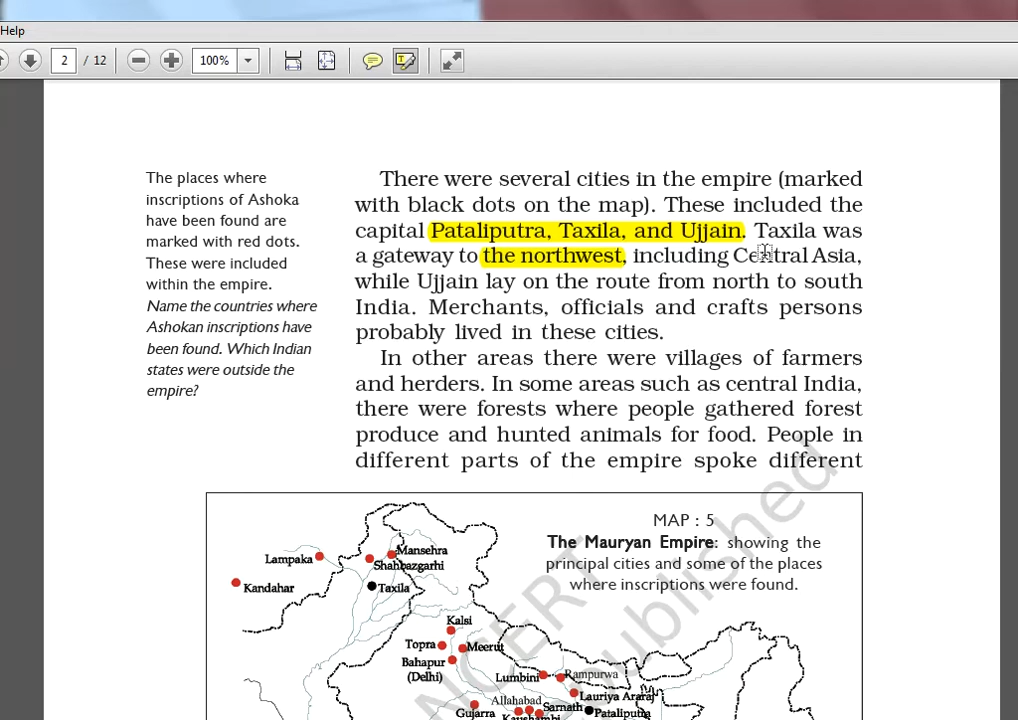 Help
2 / 12
100%
The places where
inscriptions of Ashoka
have been found are
marked with red dots.
These were included
within the empire.
Name the countries where
Ashokan inscriptions have
been found. Which Indian
states were outside the
empire?
There were several cities in the empire (marked
with black dots on the map). These included the
capital Pataliputra, Taxila, and Ujjain. Taxila was
a gateway to the northwest, including Central Asia,
while Ujjain lay on the route from north to south
India. Merchants, officials and crafts persons
probably lived in these cities.
In other areas there were villages of farmers
and herders. In some areas such as central India,
there were forests where people gathered forest
produce and hunted animals for food. People in
different parts of the empire spoke different
MAP : 5
The Mauryan Empire: showing the
principal cities and some of the places
where inscriptions were found.
Lampaka
Mansehra
Shahbazgarhi
Kandahar
Taxila
Kalsi
Topra
Meerut
Bahapur
(Delhi)
Lumbini
Rampurwa
Lauriya Araraj
Allahabad
Sarnath
Pataliputra
Gujarra
Kaushambi
NCERT
published